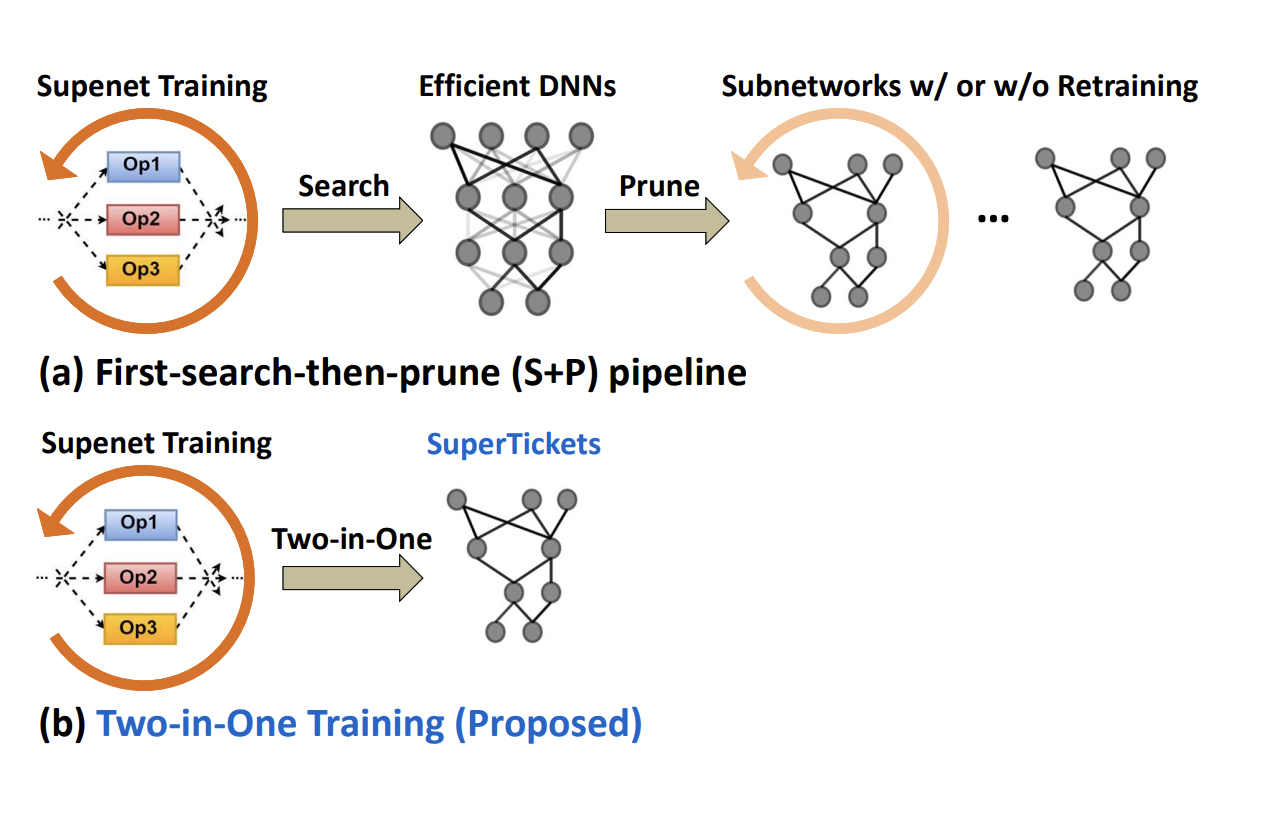 Supenet Training
Efficient DNNs
Subnetworks w/ or w/o Retraining
Op1
Op2
Op3
Search
Prune
...
(a) First-search-then-prune (S+P) pipeline
Supenet Training
SuperTickets
Op1
Op2
Op3
Two-in-One
(b) Two-in-One Training (Proposed)